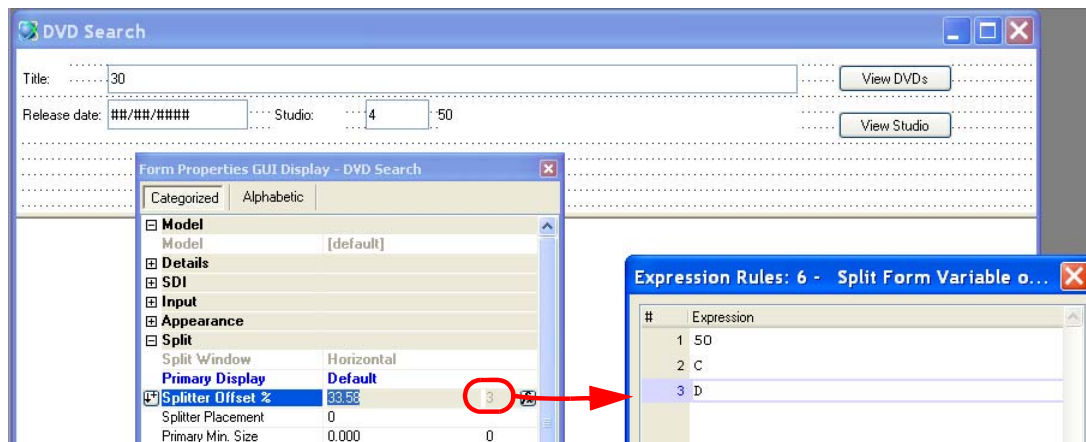 DVD Search
Title: 30 View DVDs
Release date: ##/##/#### Studio: 4 50 View Studio
Form Properties GUI Display - DVD Search
Categorized Alphabetic
Model
Model [default]
Details
SDI
Input
Appearance
Split
Split Window Horizontal
Primary Display Default
Splitter Offset % 33.58 3
Splitter Placement 0
Primary Min. Size 0.000 0
Expression Rules: 6 - Split Form Variable o...
# Expression
1 50
2 C
3 D